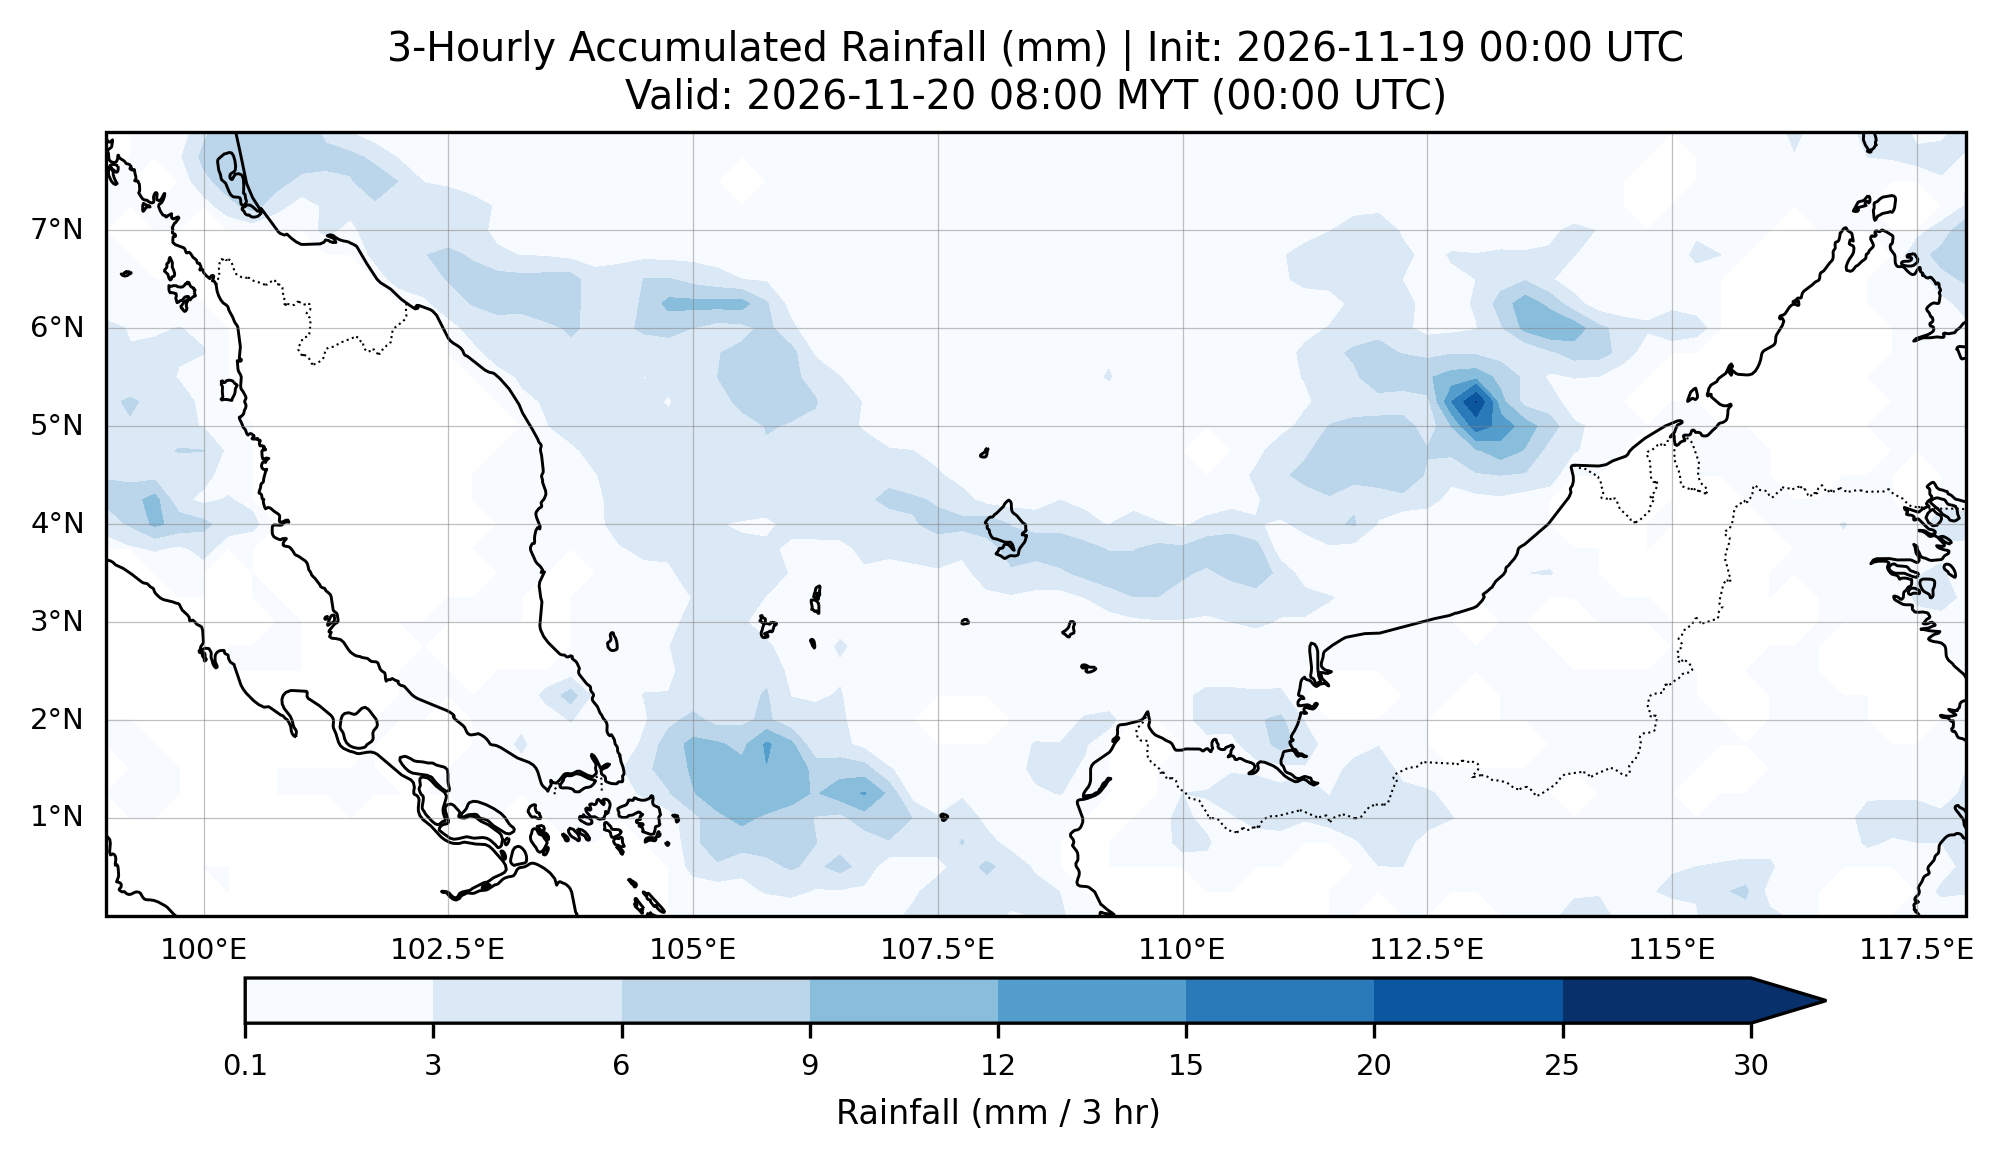 3-Hourly Accumulated Rainfall (mm) | Init: 2026-11-19 00:00 UTC
Valid: 2026-11-20 08:00 MYT (00:00 UTC)
7°N
6°N
5°N
4°N
3°N
2°N
1°N
100°E 102.5°E 105°E 107.5°E 110°E 112.5°E 115°E 117.5°E
0.1 3 6 9 12 15 20 25 30
Rainfall (mm / 3 hr)